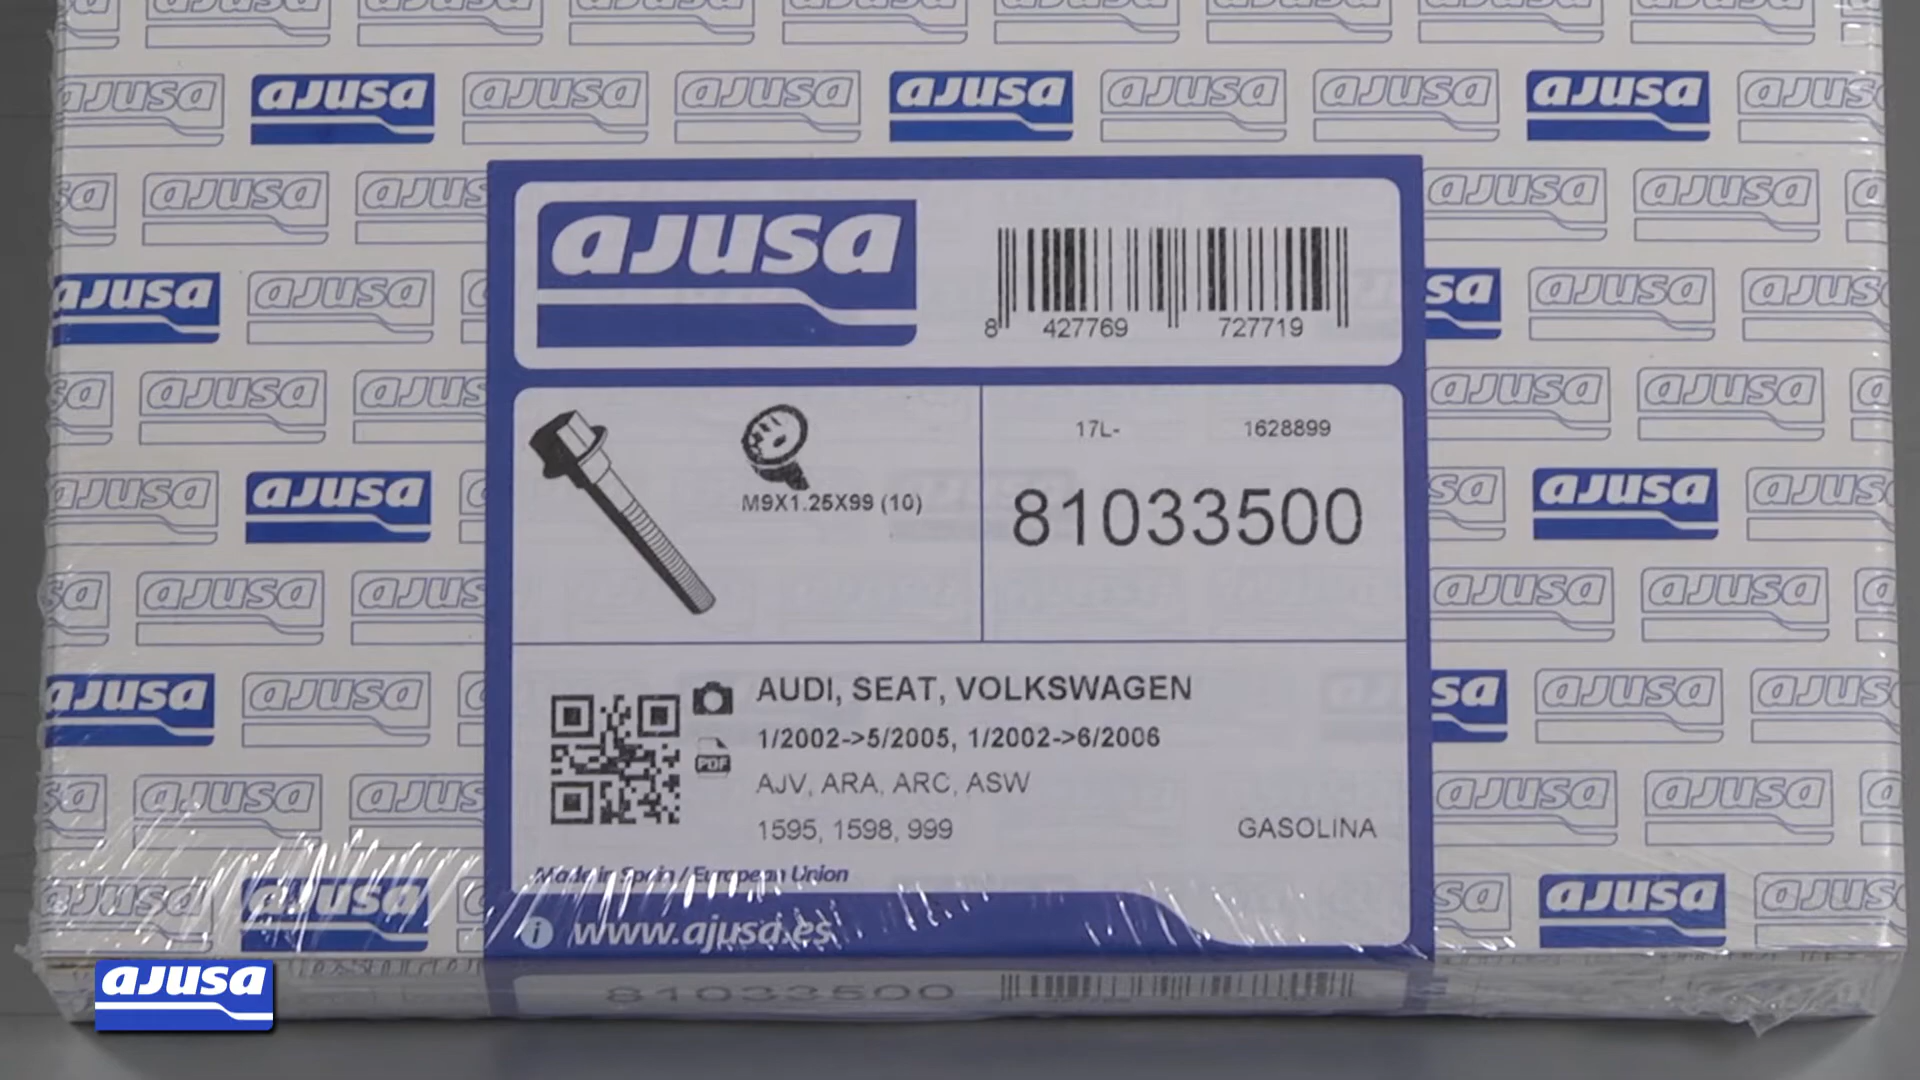 ajusa
8 427769 727719
M9X1.25X99 (10)
17L- 1628899
81033500
AUDI, SEAT, VOLKSWAGEN
1/2002->5/2005, 1/2002->6/2006
PDF
AJV, ARA, ARC, ASW
1595, 1598, 999
GASOLINA
Made in Spain / European Union
i www.ajusa.es
81033500
ajusa